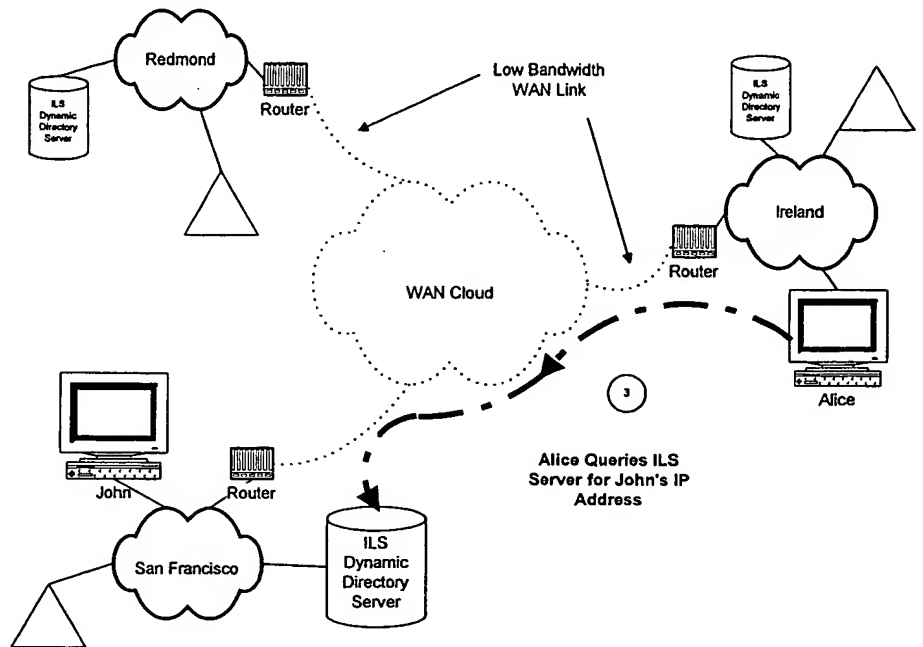 Redmond
ILS
Dynamic
Directory
Server
Router
Low Bandwidth
WAN Link
ILS
Dynamic
Directory
Server
Ireland
Router
WAN Cloud
Alice
3
Alice Queries ILS
Server for John's IP
Address
John
Router
San Francisco
ILS
Dynamic
Directory
Server